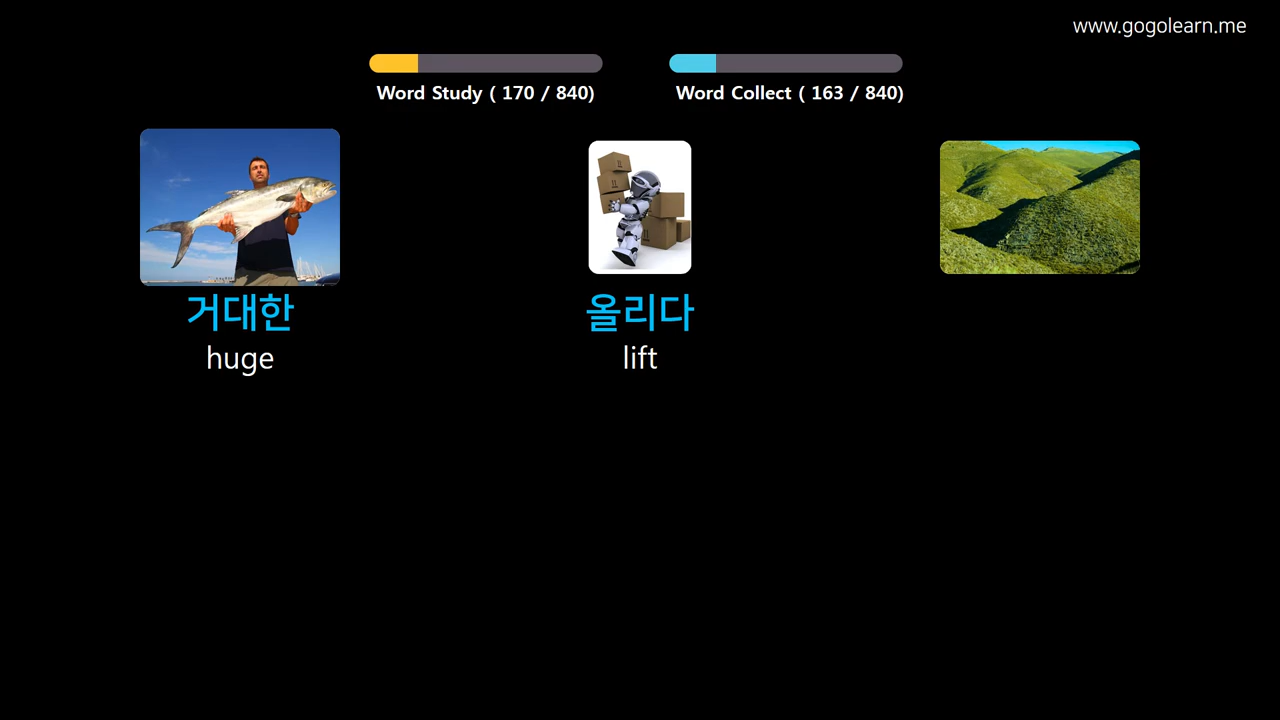 www.gogolearn.me
Word Study ( 170 / 840)
Word Collect ( 163 / 840)
거대한
huge
올리다
lift